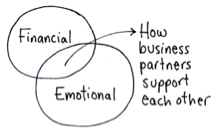 Financial
Emotional
How
business
partners
support
each other